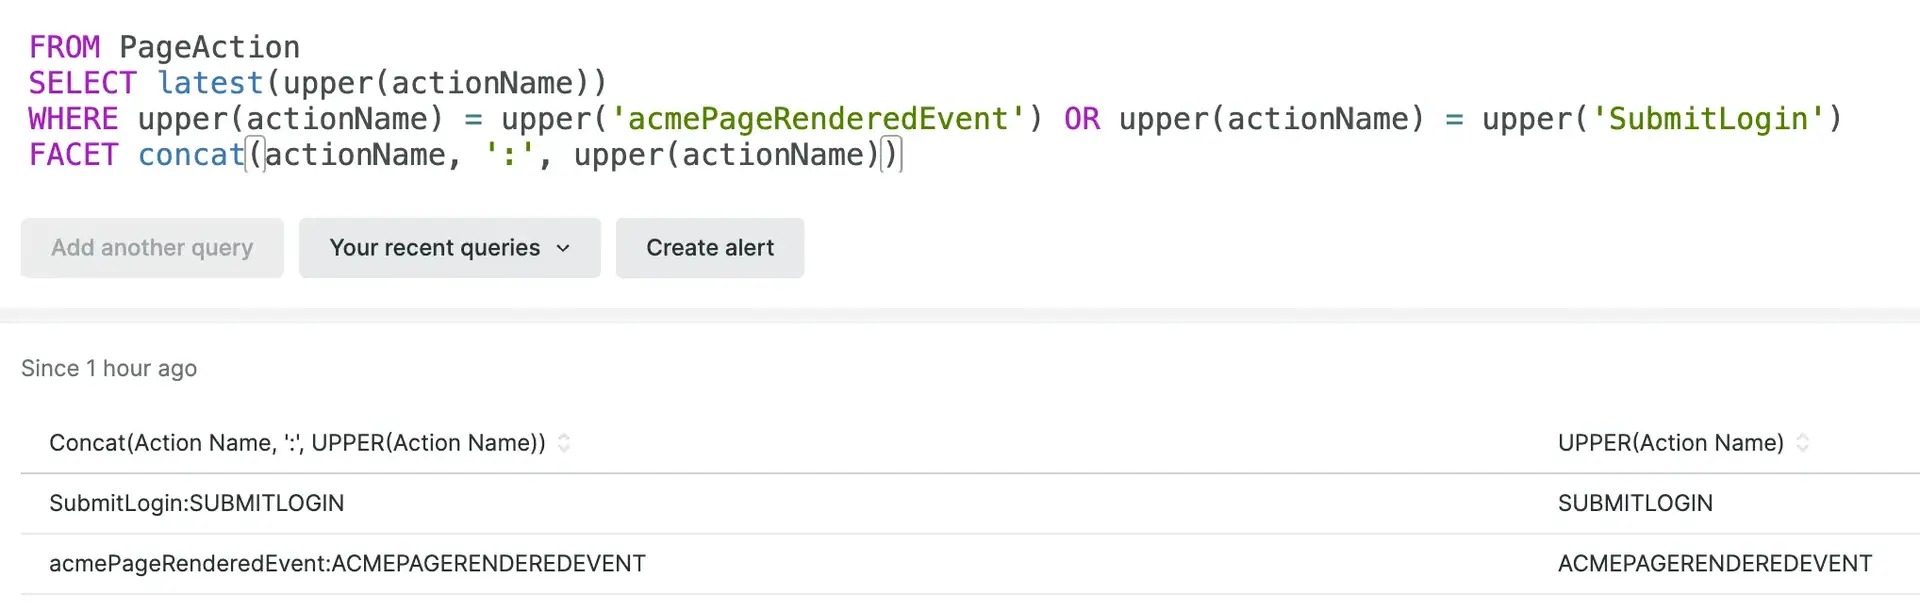 FROM PageAction
SELECT latest(upper(actionName))
WHERE upper(actionName) = upper('acmePageRenderedEvent') OR upper(actionName) = upper('SubmitLogin')
FACET concat(actionName, ':', upper(actionName))
Add another query Your recent queries Create alert
Since 1 hour ago
Concat(Action Name, ':', UPPER(Action Name)) UPPER(Action Name)
SubmitLogin:SUBMITLOGIN SUBMITLOGIN
acmePageRenderedEvent:ACMEPAGERENDEREDEVENT ACMEPAGERENDEREDEVENT